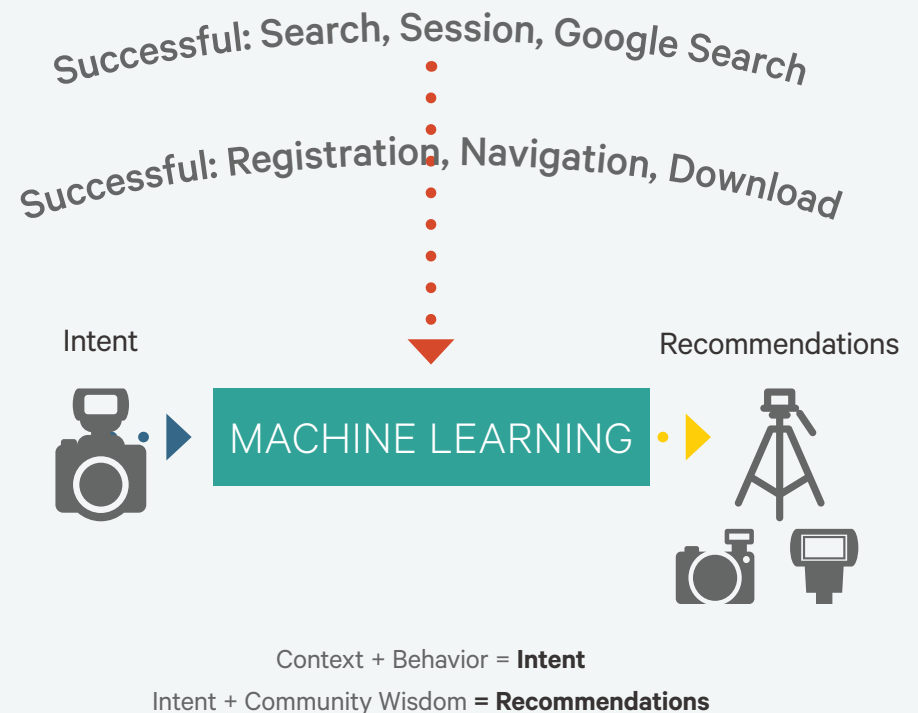 Successful: Search, Session, Google Search
Successful: Registration, Navigation, Download
Intent
Recommendations
MACHINE LEARNING
Context + Behavior = Intent
Intent + Community Wisdom = Recommendations